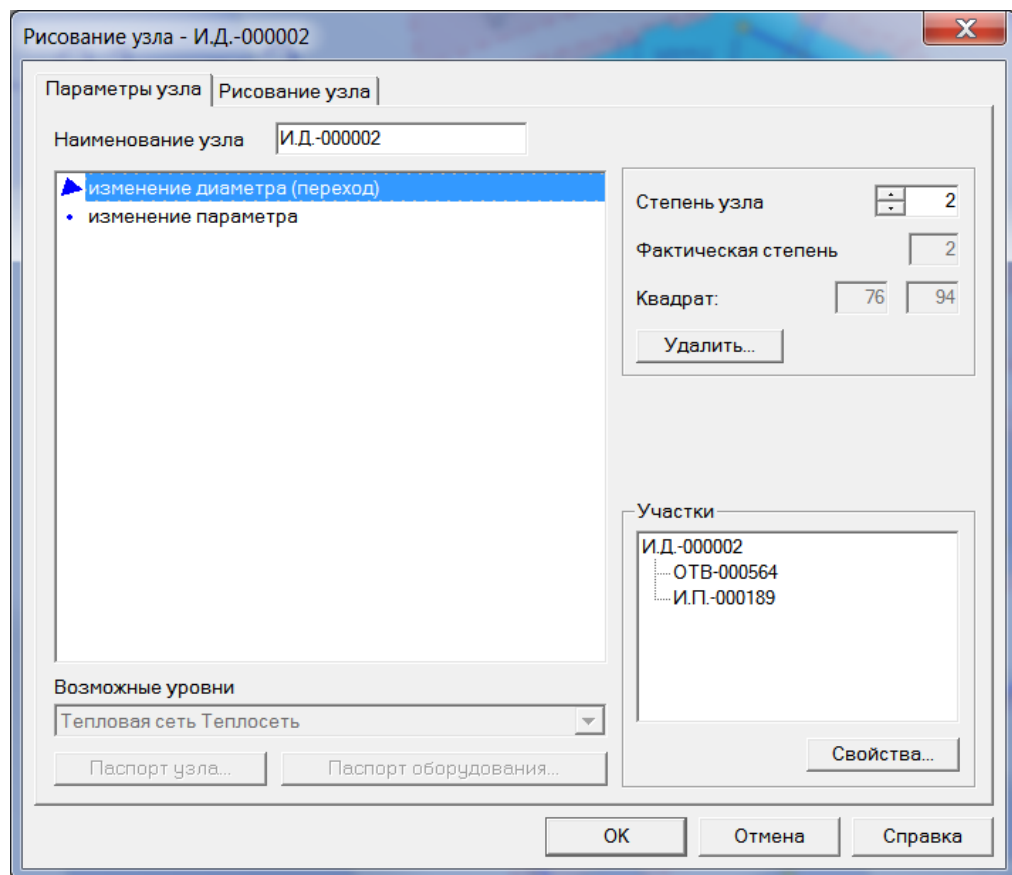 Рисование узла - И.Д.-000002
X
Параметры узла
Рисование узла
Наименование узла
И.Д.-000002
изменение диаметра (переход)
изменение параметра
Степень узла
2
Фактическая степень
2
Квадрат:
76
94
Удалить...
Участки
И.Д.-000002
ОТВ-000564
И.П.-000189
Возможные уровни
Тепловая сеть Теплосеть
Паспорт узла...
Паспорт оборудования...
Свойства...
OK
Отмена
Справка